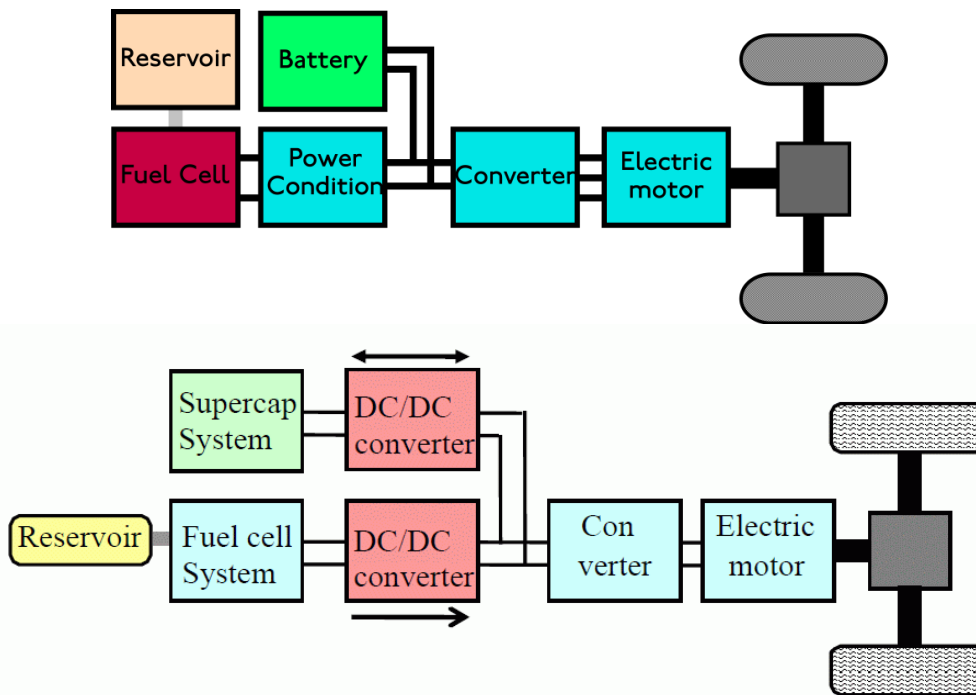 Reservoir
Battery
Fuel Cell
Power
Condition
Converter
Electric
motor
Supercap
System
DC/DC
converter
Reservoir
Fuel cell
System
DC/DC
converter
Con
verter
Electric
motor